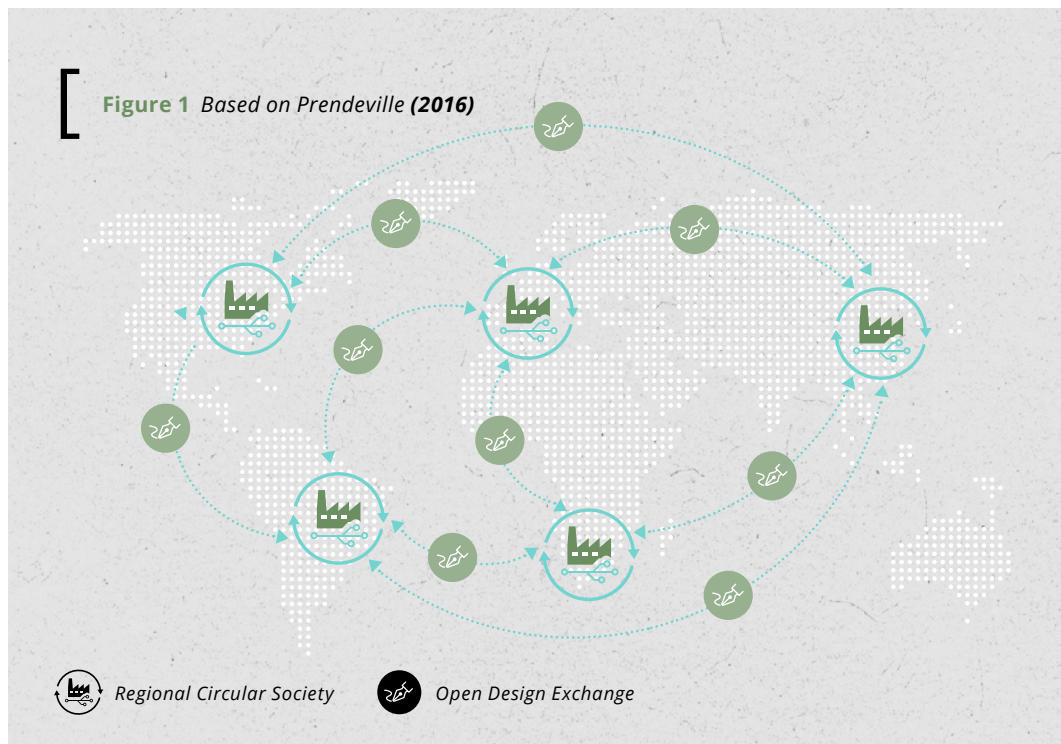 Figure 1 Based on Prendeville (2016)
Regional Circular Society
Open Design Exchange